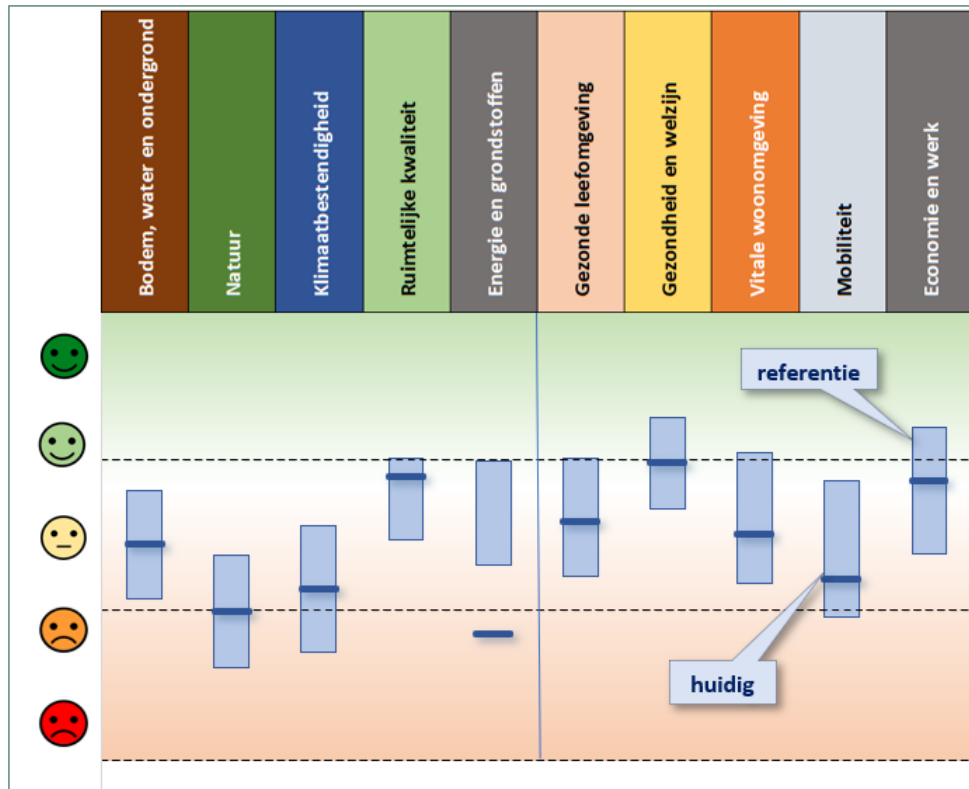 Bodem, water en ondergrond
Natuur
Klimaatbestendigheid
Ruimtelijke kwaliteit
Energie en grondstoffen
Gezonde leefomgeving
Gezondheid en welzijn
Vitale woonomgeving
Mobiliteit
Economie en werk
referentie
huidig